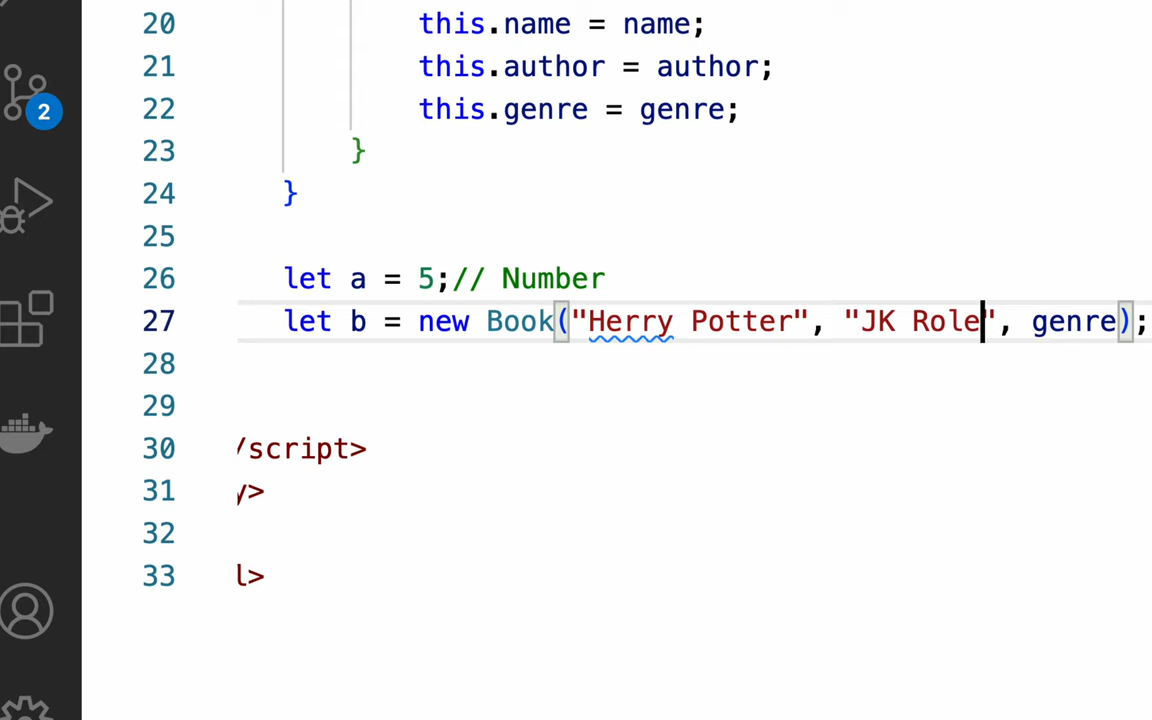 20 this.name = name;
21 this.author = author;
22 this.genre = genre;
23 }
24 }
25
26 let a = 5;// Number
27 let b = new Book("Herry Potter", "JK Role", genre);
28
29
30 /script>
31 />
32
33 l>
2